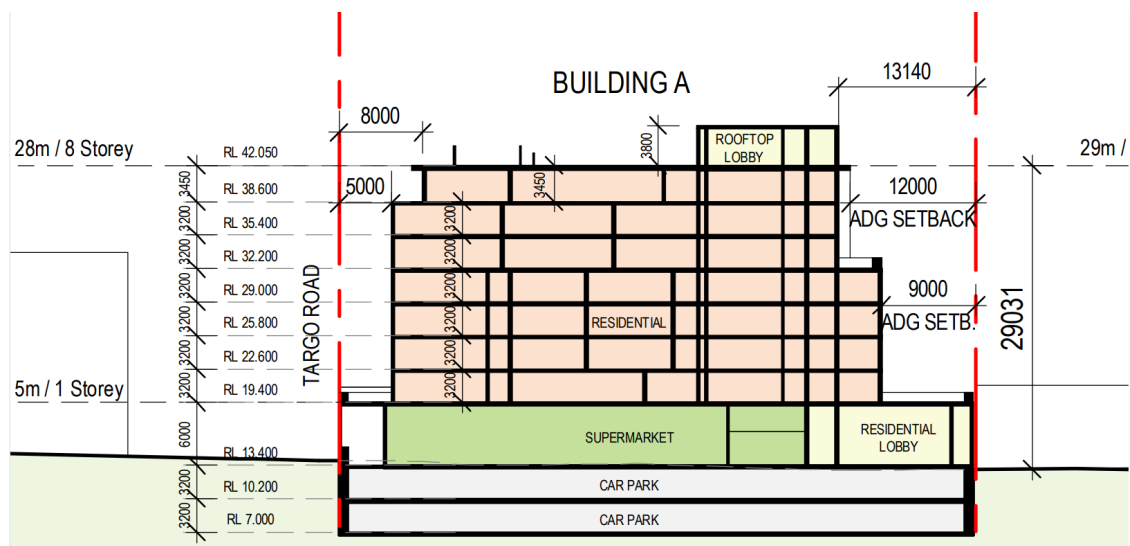 BUILDING A
13140
8000
3800
ROOFTOP
LOBBY
28m / 8 Storey
RL 42.050
29m /
3450
RL 38.600
5000
3450
12000
ADG SETBACK
3200
RL 35.400
3200
3200
RL 32.200
3200
3200
RL 29.000
3200
9000
ADG SETB.
29031
TARGO ROAD
3200
RL 25.800
3200
RESIDENTIAL
3200
RL 22.600
3200
5m / 1 Storey
3200
RL 19.400
3200
6000
SUPERMARKET
RESIDENTIAL
LOBBY
RL 13.400
3200
RL 10.200
CAR PARK
3200
RL 7.000
CAR PARK